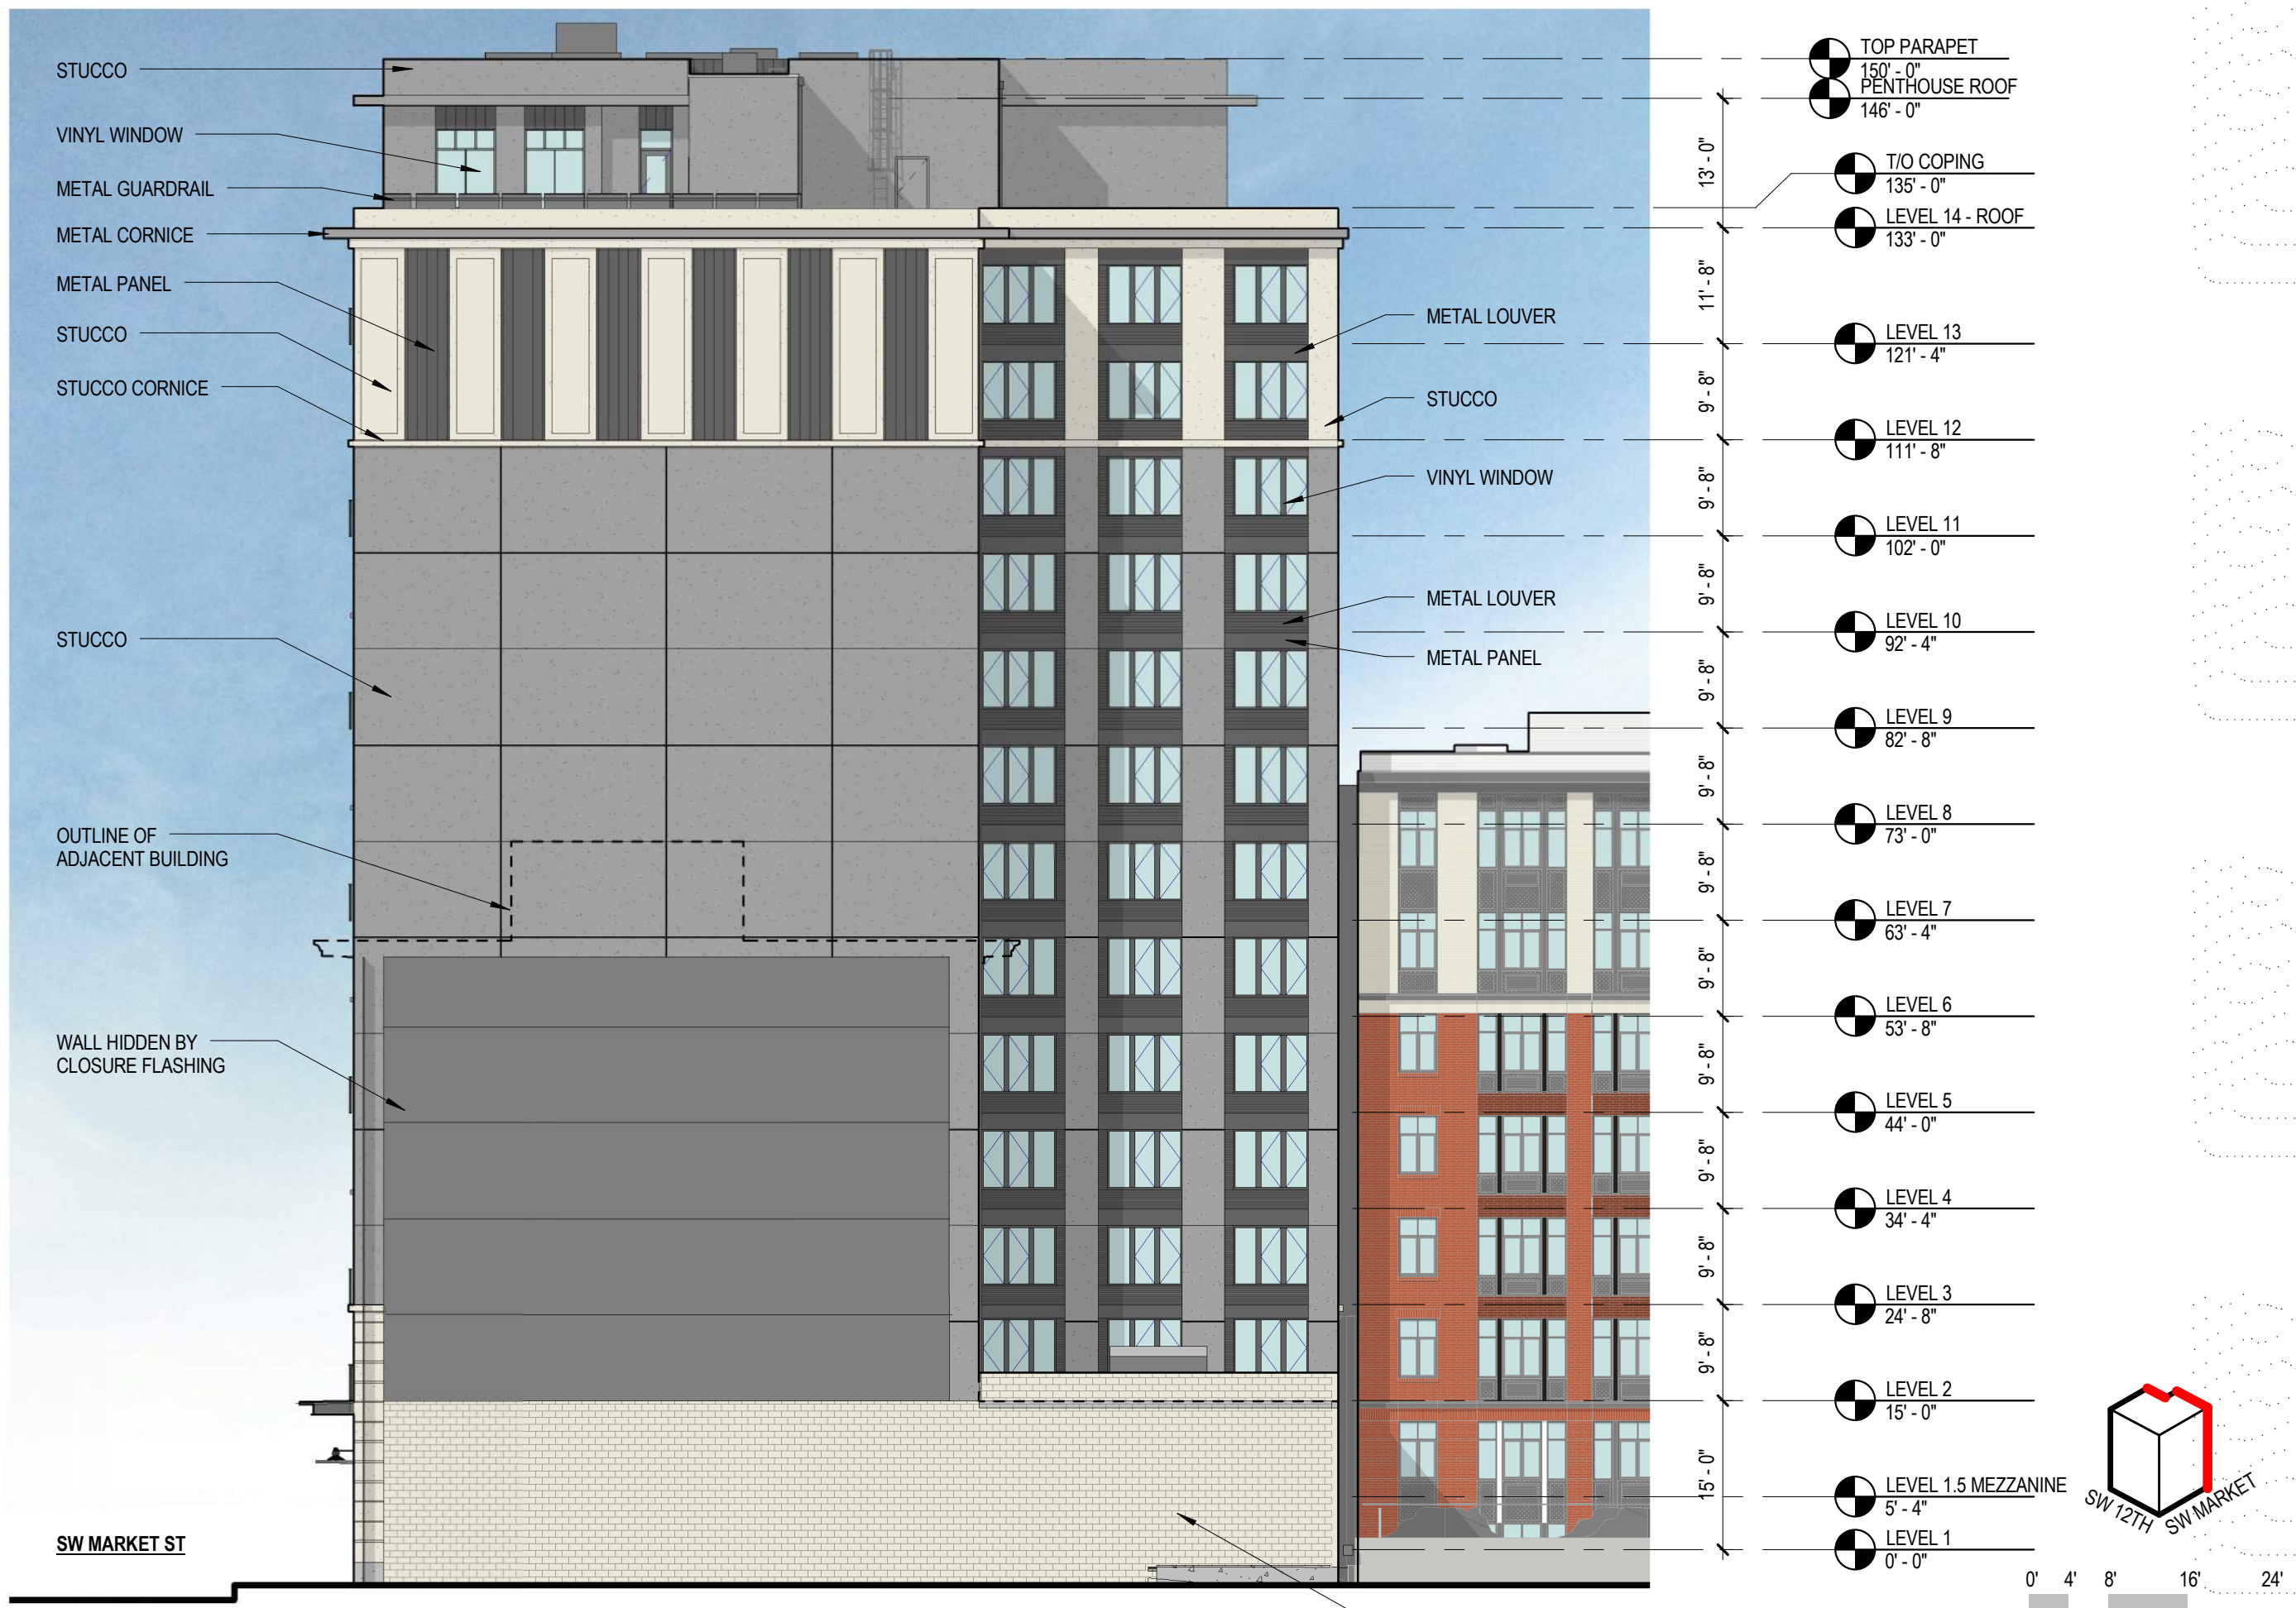 STUCCO
VINYL WINDOW
METAL GUARDRAIL
METAL CORNICE
METAL PANEL
STUCCO
STUCCO CORNICE
STUCCO
OUTLINE OF
ADJACENT BUILDING
WALL HIDDEN BY
CLOSURE FLASHING
SW MARKET ST
METAL LOUVER
STUCCO
VINYL WINDOW
METAL LOUVER
METAL PANEL
13' - 0"
11' - 8"
9' - 8"
9' - 8"
9' - 8"
9' - 8"
9' - 8"
9' - 8"
9' - 8"
9' - 8"
9' - 8"
9' - 8"
9' - 8"
15' - 0"
TOP PARAPET
150' - 0"
PENTHOUSE ROOF
146' - 0"
T/O COPING
135' - 0"
LEVEL 14 - ROOF
133' - 0"
LEVEL 13
121' - 4"
LEVEL 12
111' - 8"
LEVEL 11
102' - 0"
LEVEL 10
92' - 4"
LEVEL 9
82' - 8"
LEVEL 8
73' - 0"
LEVEL 7
63' - 4"
LEVEL 6
53' - 8"
LEVEL 5
44' - 0"
LEVEL 4
34' - 4"
LEVEL 3
24' - 8"
LEVEL 2
15' - 0"
LEVEL 1.5 MEZZANINE
5' - 4"
LEVEL 1
0' - 0"
SW 12TH
SW MARKET
0' 4' 8' 16' 24'